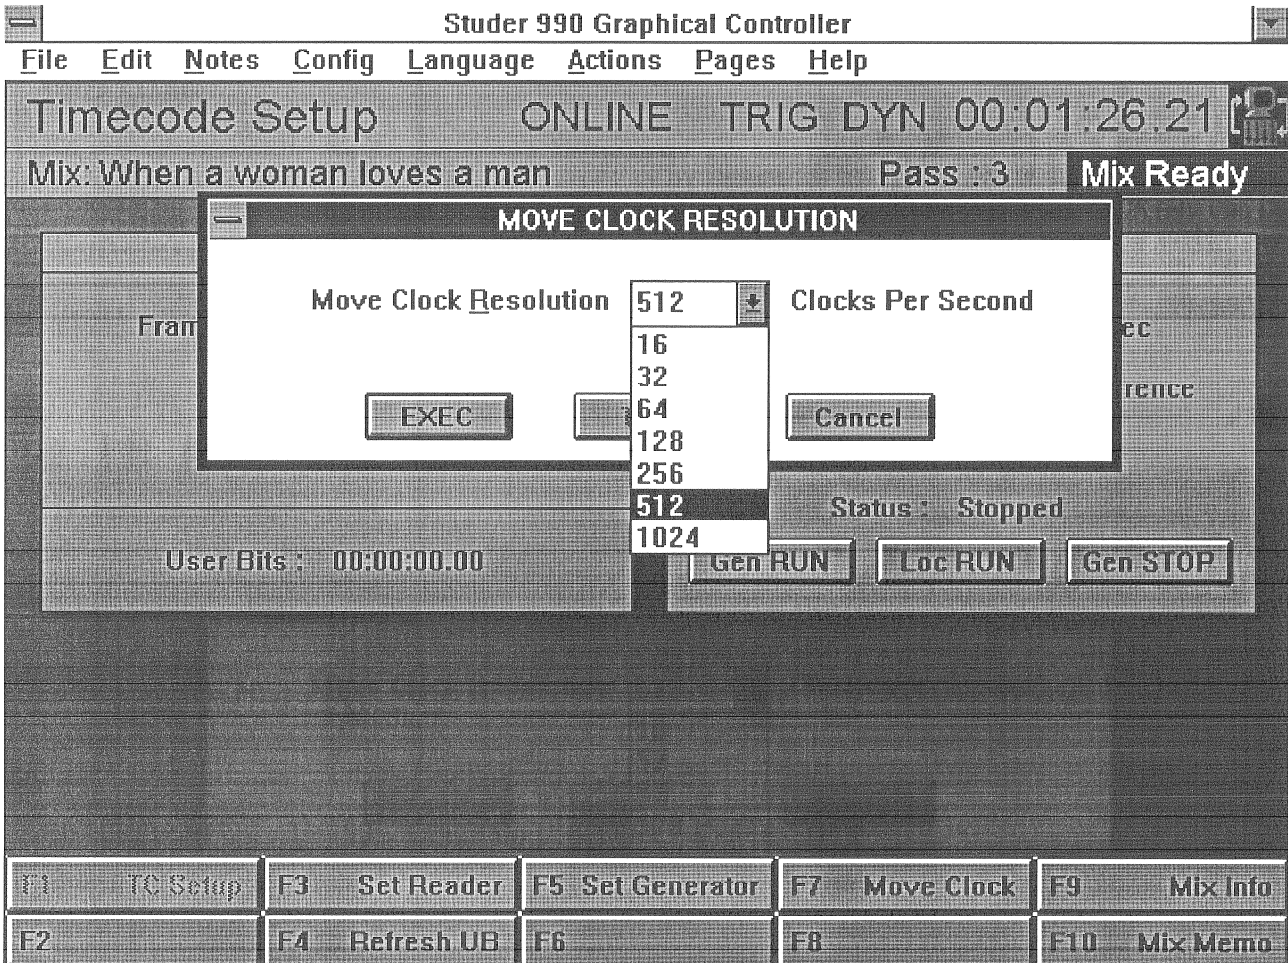 Studer 990 Graphical Controller
File Edit Notes Config Language Actions Pages Help
Timecode Setup ONLINE TRIG DYN 00:01:26.21
Mix: When a woman loves a man Pass : 3 Mix Ready
MOVE CLOCK RESOLUTION
Move Clock Resolution 512 Clocks Per Second
16
32
64
128
256
512
1024
EXEC
Cancel
Status : Stopped
User Bits : 00:00:00.00
Gen RUN Loc RUN Gen STOP
F1 TC Setup F3 Set Reader F5 Set Generator F7 Move Clock F9 Mix Info
F2 F4 Refresh UB F6 F8 F10 Mix Memo